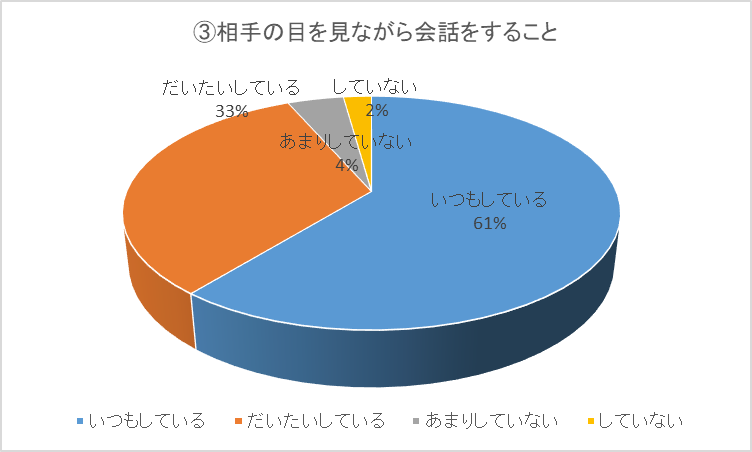 ③相手の目を見ながら会話をすること
だいたいしている
33%
していない
2%
あまりしていない
4%
いつもしている
61%
いつもしている
だいたいしている
あまりしていない
していない